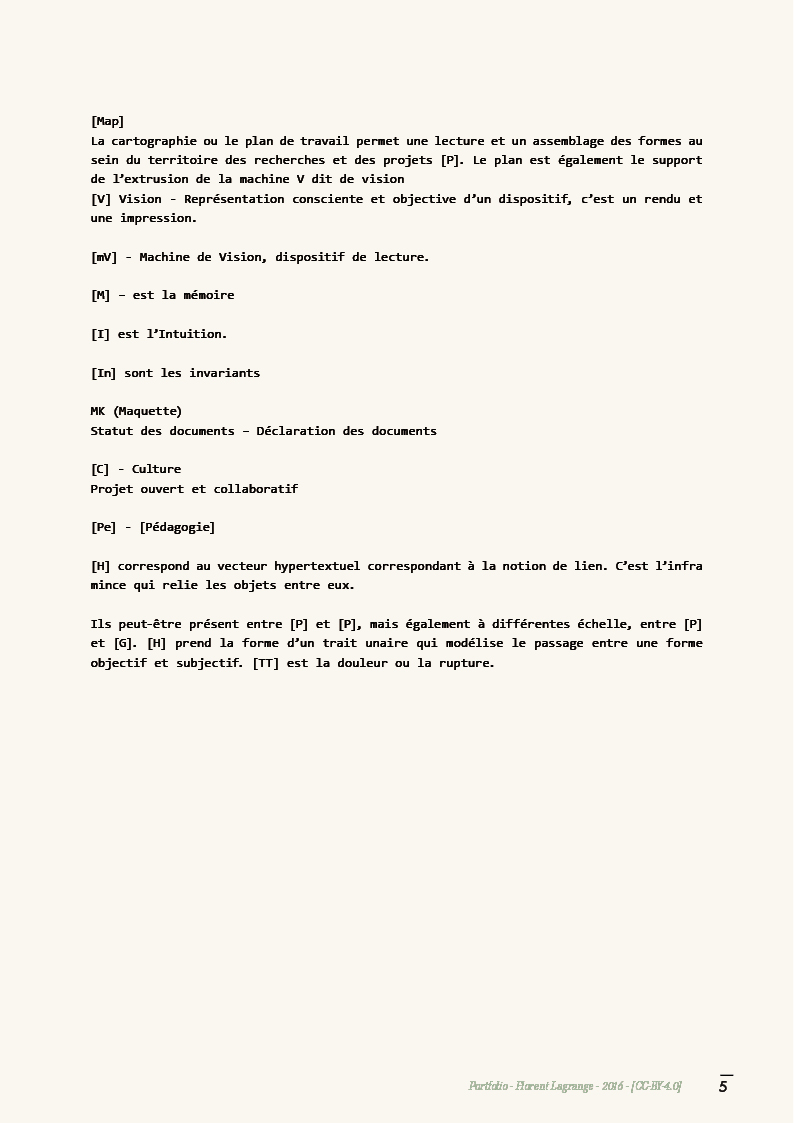 [Map]
La cartographie ou le plan de travail permet une lecture et un assemblage des formes au
sein du territoire des recherches et des projets [P]. Le plan est également le support
de l'extrusion de la machine V dit de vision
[V] Vision - Représentation consciente et objective d'un dispositif, c'est un rendu et
une impression.
[mV] - Machine de Vision, dispositif de lecture.
[M] – est la mémoire
[I] est l'Intuition.
[In] sont les invariants
MK (Maquette)
Statut des documents – Déclaration des documents
[C] - Culture
Projet ouvert et collaboratif
[Pe] - [Pédagogie]
[H] correspond au vecteur hypertextuel correspondant à la notion de lien. C'est l'infra
mince qui relie les objets entre eux.
Ils peut-être présent entre [P] et [P], mais également à différentes échelle, entre [P]
et [G]. [H] prend la forme d'un trait unaire qui modélise le passage entre une forme
objectif et subjectif. [TT] est la douleur ou la rupture.
Portfolio - Florent Lagrange - 2016 - [CC-BY-4.0]
5